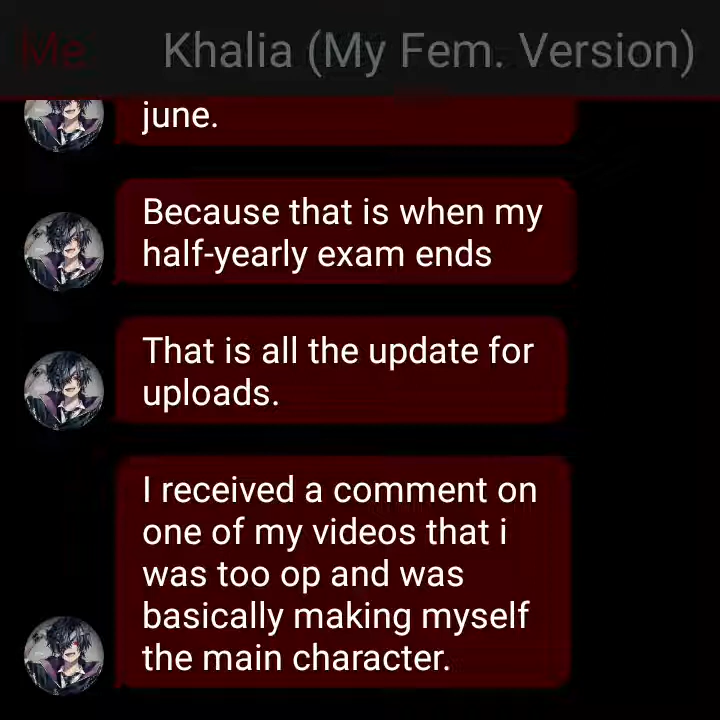 Me Khalia (My Fem. Version)
june.
Because that is when my
half-yearly exam ends
That is all the update for
uploads.
I received a comment on
one of my videos that i
was too op and was
basically making myself
the main character.